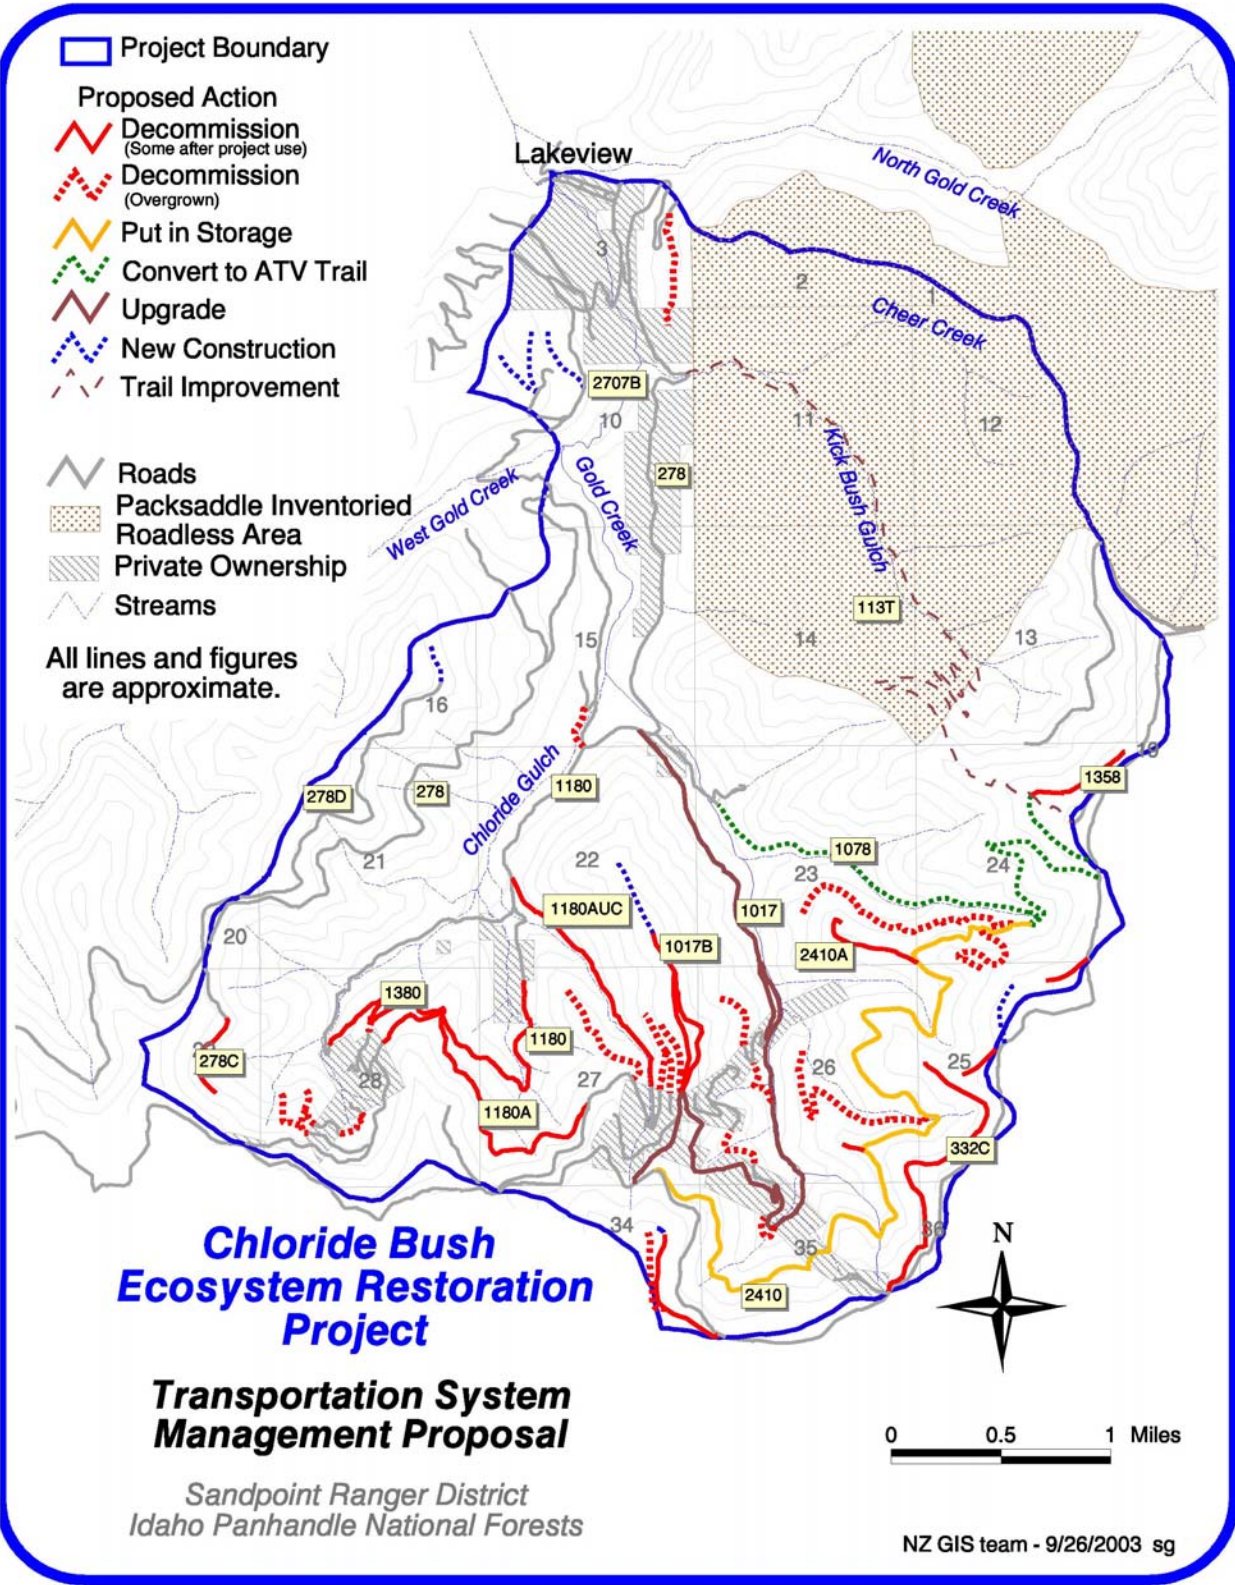 Project Boundary
Proposed Action
Decommission
(Some after project use)
Decommission
(Overgrown)
Put in Storage
Convert to ATV Trail
Upgrade
New Construction
Trail Improvement
Roads
Packsaddle Inventoried
Roadless Area
Private Ownership
Streams
All lines and figures
are approximate.
Lakeview
North Gold Creek
3
2
1
Cheer Creek
2707B
10
11
12
278
Gold Creek
West Gold Creek
Kick Bush Gulch
113T
15
14
13
16
19
278D
278
Chloride Gulch
1180
1358
21
22
1078
23
24
1180AUC
1017
20
1017B
2410A
1380
278C
28
1180
27
26
25
1180A
332C
34
35
36
2410
N
Chloride Bush
Ecosystem Restoration
Project
Transportation System
Management Proposal
Sandpoint Ranger District
Idaho Panhandle National Forests
0 0.5 1 Miles
NZ GIS team - 9/26/2003 sg